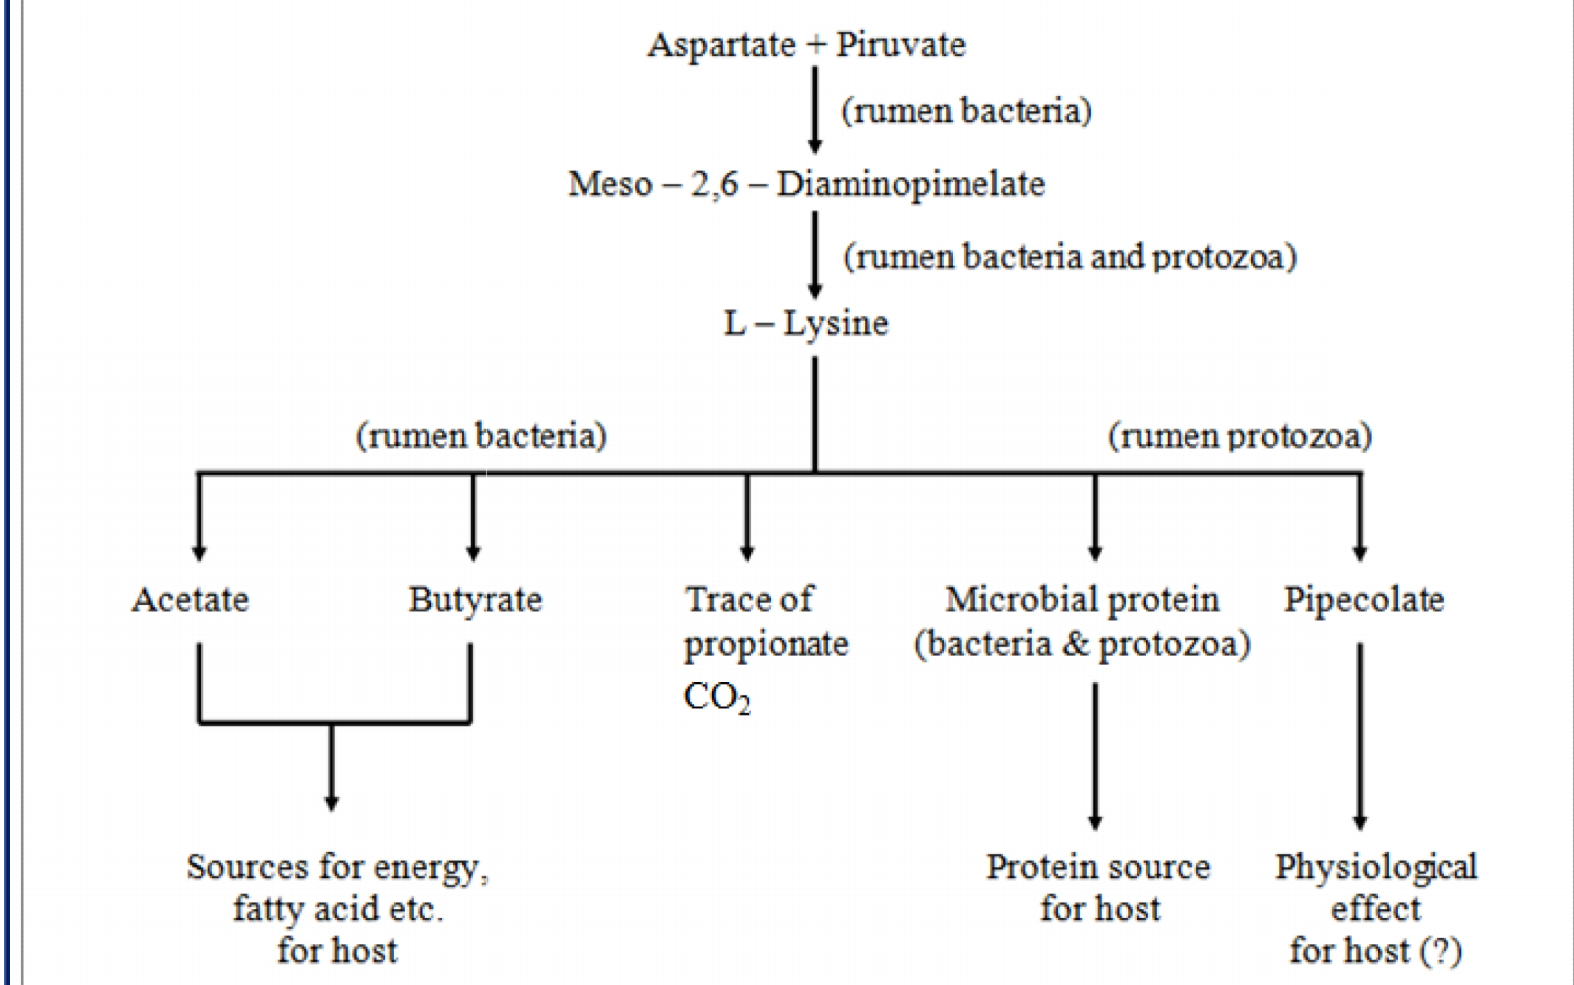 Aspartate + Piruvate
(rumen bacteria)
Meso – 2,6 – Diaminopimelate
(rumen bacteria and protozoa)
L – Lysine
(rumen bacteria)
(rumen protozoa)
Acetate
Butyrate
Trace of
propionate
CO₂
Microbial protein
(bacteria & protozoa)
Pipecolate
Sources for energy,
fatty acid etc.
for host
Protein source
for host
Physiological
effect
for host (?)